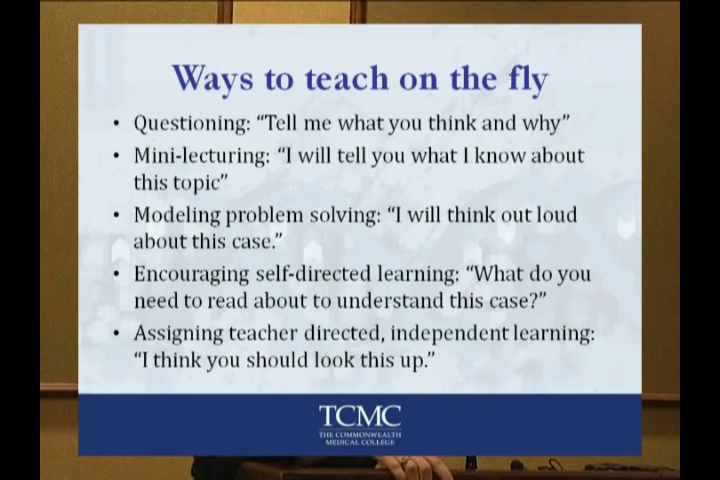 Ways to teach on the fly
• Questioning: “Tell me what you think and why”
• Mini-lecturing: “I will tell you what I know about
this topic”
• Modeling problem solving: “I will think out loud
about this case.”
• Encouraging self-directed learning: “What do you
need to read about to understand this case?”
• Assigning teacher directed, independent learning:
“I think you should look this up.”
TCMC
THE COMMONWEALTH
MEDICAL COLLEGE